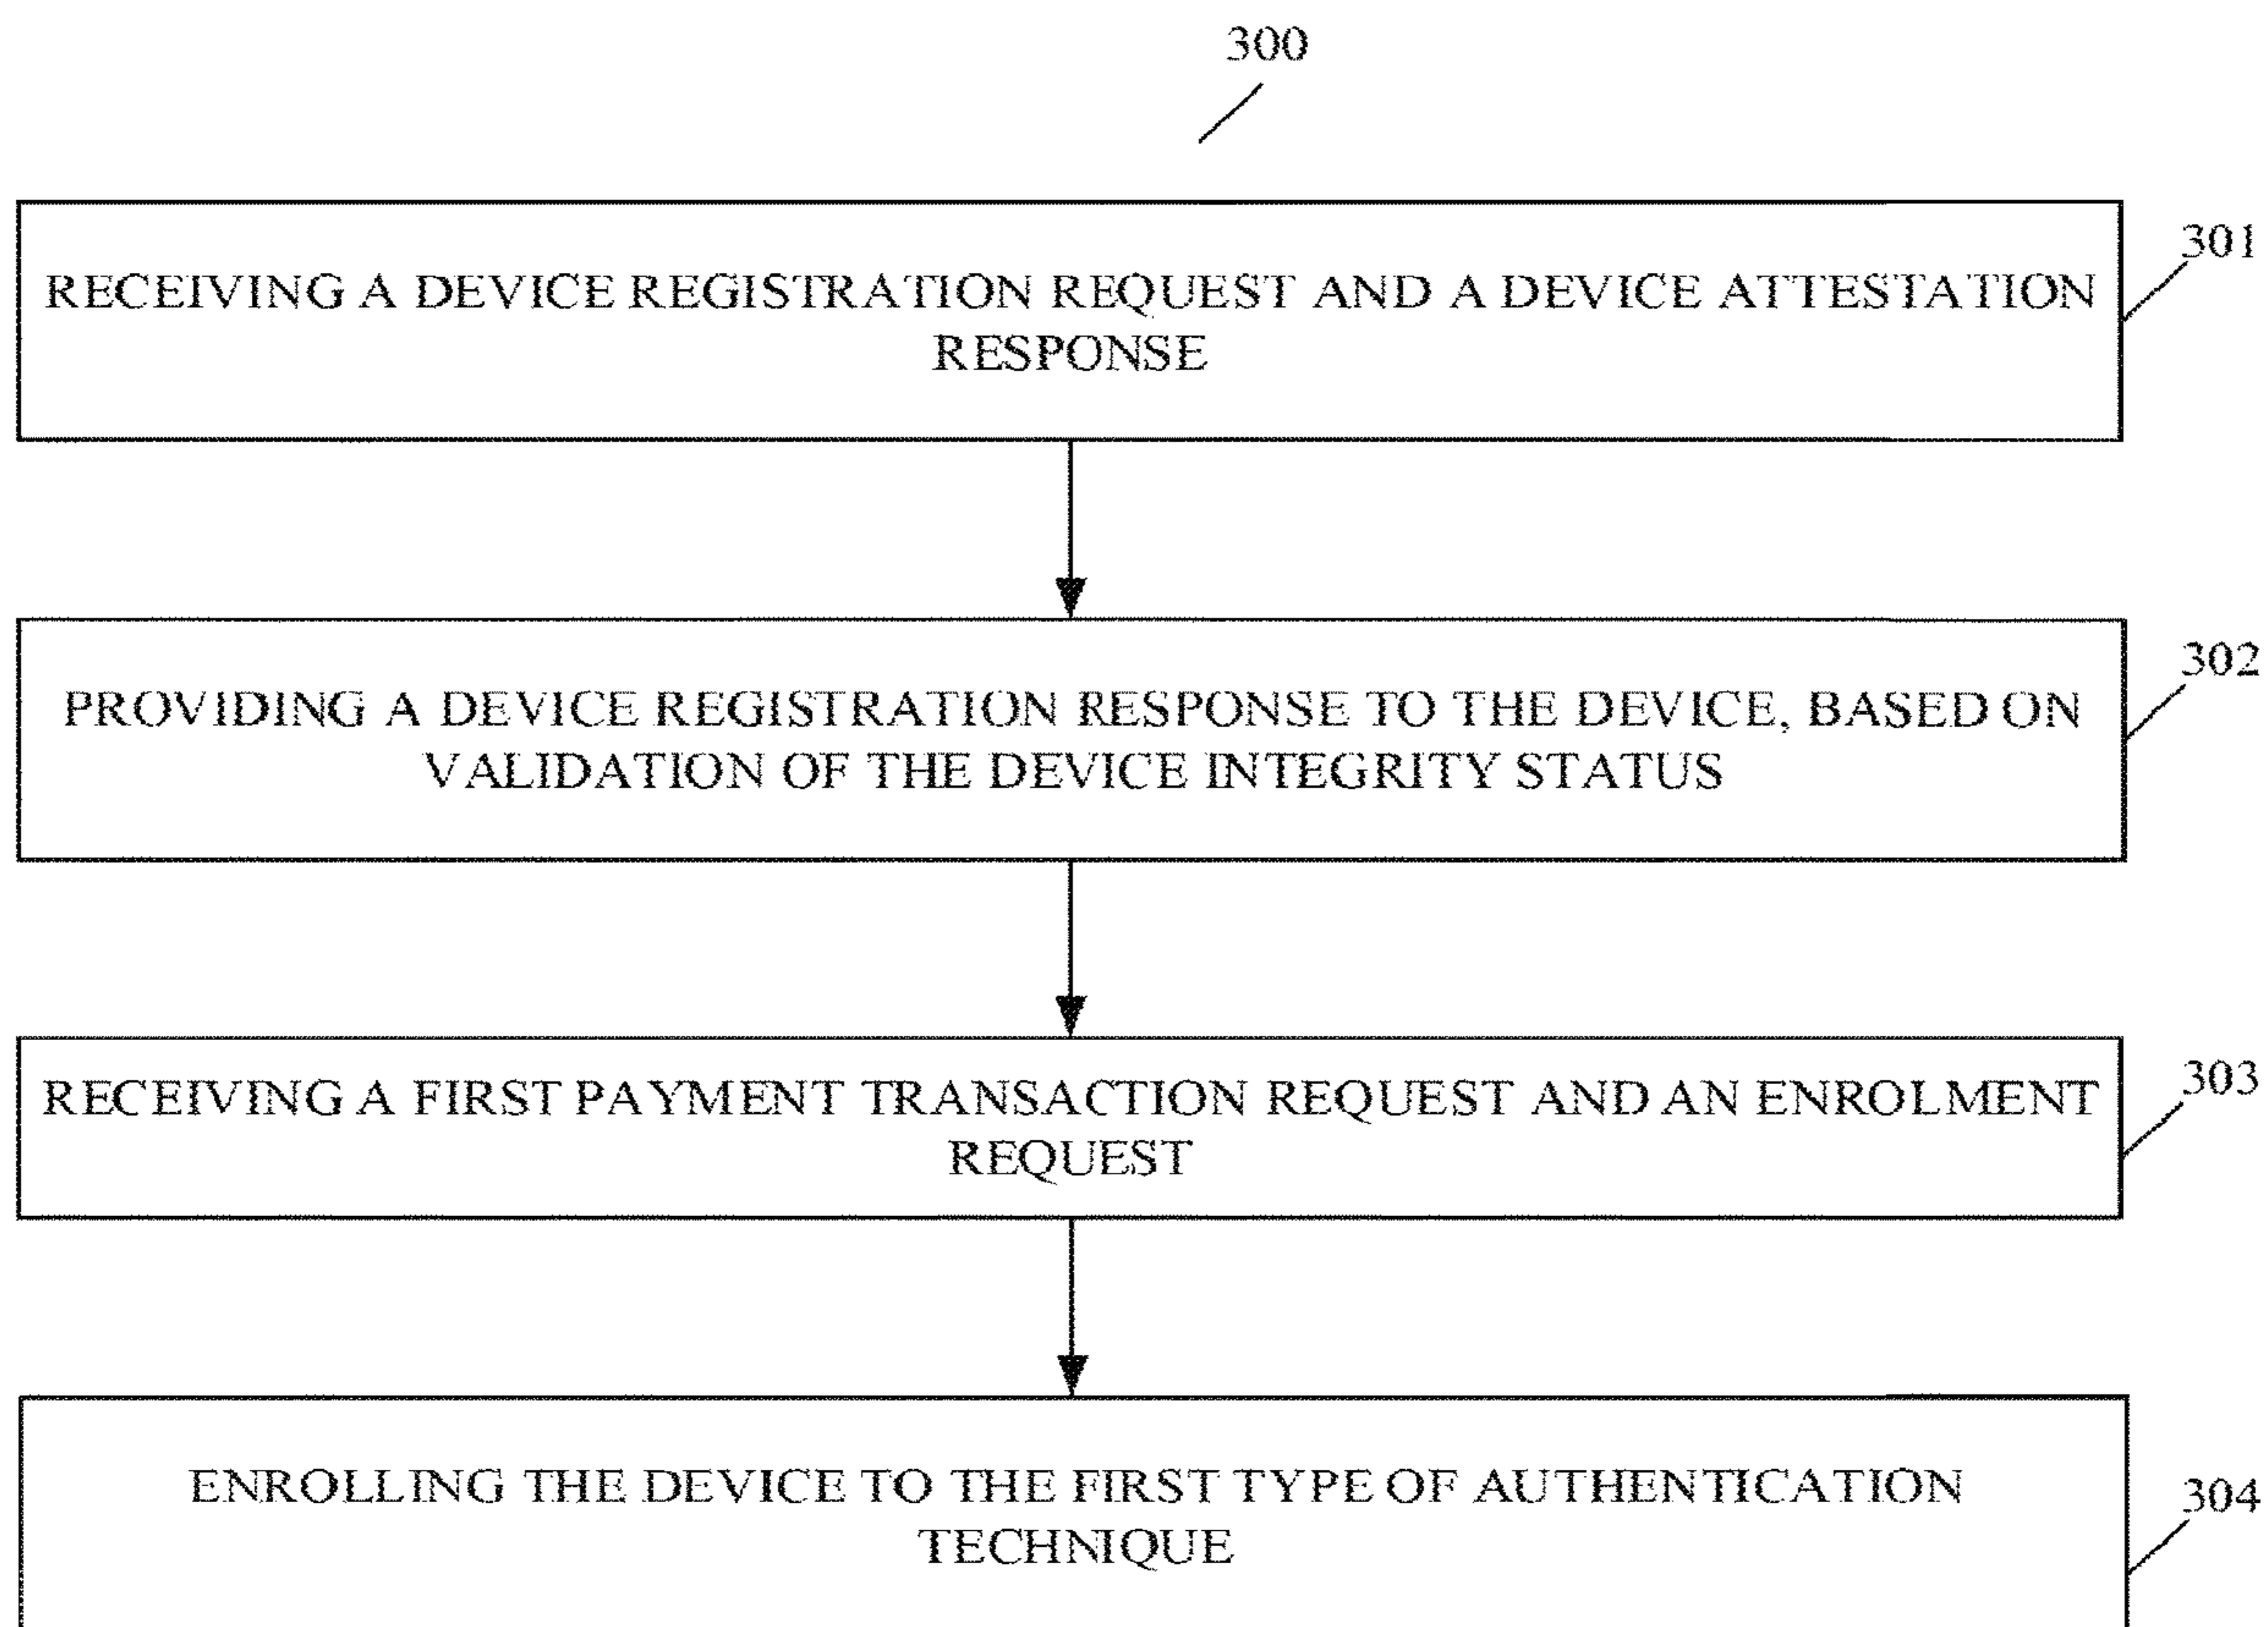 300
RECEIVING A DEVICE REGISTRATION REQUEST AND A DEVICE ATTESTATION
RESPONSE
301
PROVIDING A DEVICE REGISTRATION RESPONSE TO THE DEVICE, BASED ON
VALIDATION OF THE DEVICE INTEGRITY STATUS
302
RECEIVING A FIRST PAYMENT TRANSACTION REQUEST AND AN ENROLMENT
REQUEST
303
ENROLLING THE DEVICE TO THE FIRST TYPE OF AUTHENTICATION
TECHNIQUE
304